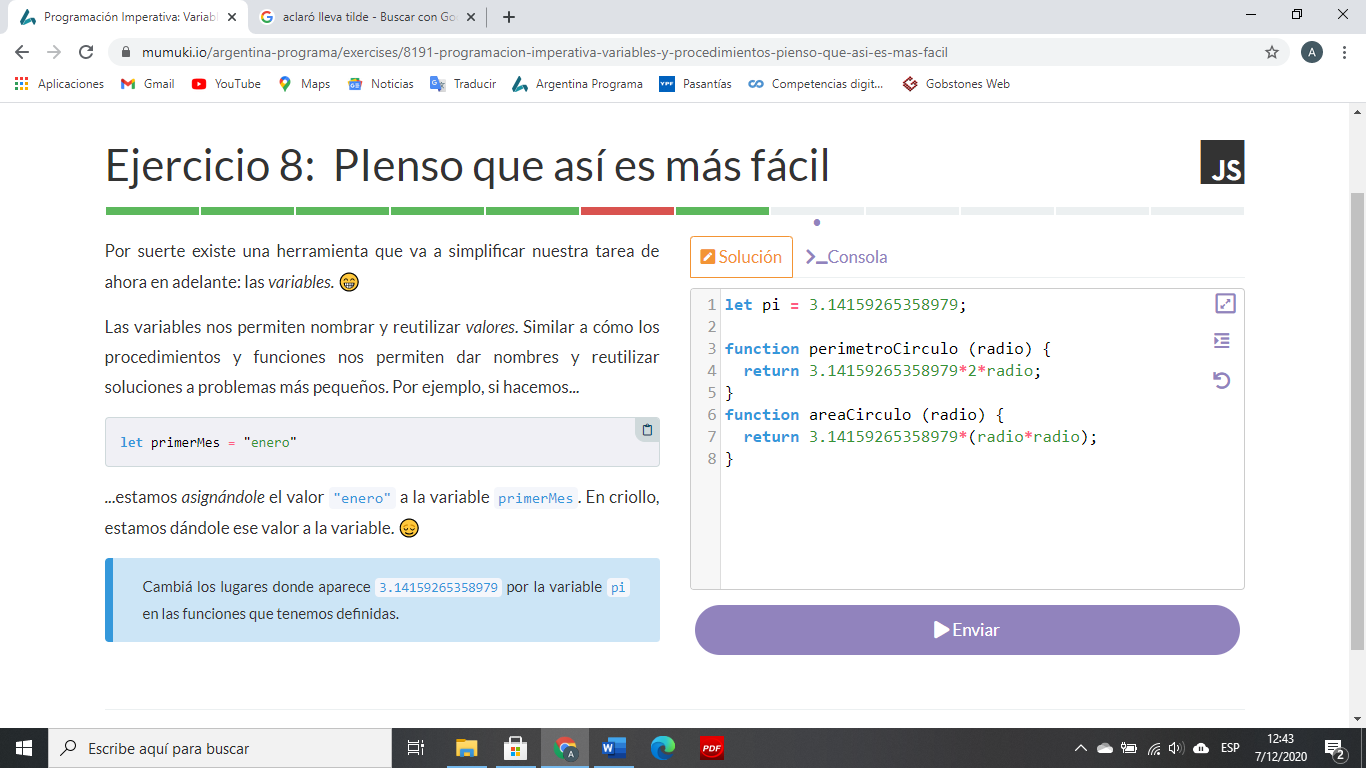 Programación Imperativa: Variabl
aclaró lleva tilde - Buscar con Go
mumuki.io/argentina-programa/exercises/8191-programacion-imperativa-variables-y-procedimientos-pienso-que-asi-es-mas-facil
A
Aplicaciones Gmail YouTube Maps Noticias Traducir Argentina Programa YPF Pasantías Competencias digit... Gobstones Web
Ejercicio 8: PIenso que así es más fácil
JS
Por suerte existe una herramienta que va a simplificar nuestra tarea de
ahora en adelante: las variables. 😁
Las variables nos permiten nombrar y reutilizar valores. Similar a cómo los
procedimientos y funciones nos permiten dar nombres y reutilizar
soluciones a problemas más pequeños. Por ejemplo, si hacemos...
let primerMes = "enero"
...estamos asignándole el valor "enero" a la variable primerMes. En criollo,
estamos dándole ese valor a la variable. 😌
Cambiá los lugares donde aparece 3.14159265358979 por la variable pi
en las funciones que tenemos definidas.
Solución
Consola
1 let pi = 3.14159265358979;
2
3 function perimetroCirculo (radio) {
4   return 3.14159265358979*2*radio;
5 }
6 function areaCirculo (radio) {
7   return 3.14159265358979*(radio*radio);
8 }
Enviar
Escribe aquí para buscar
A
W
PDF
ESP
12:43
7/12/2020
2